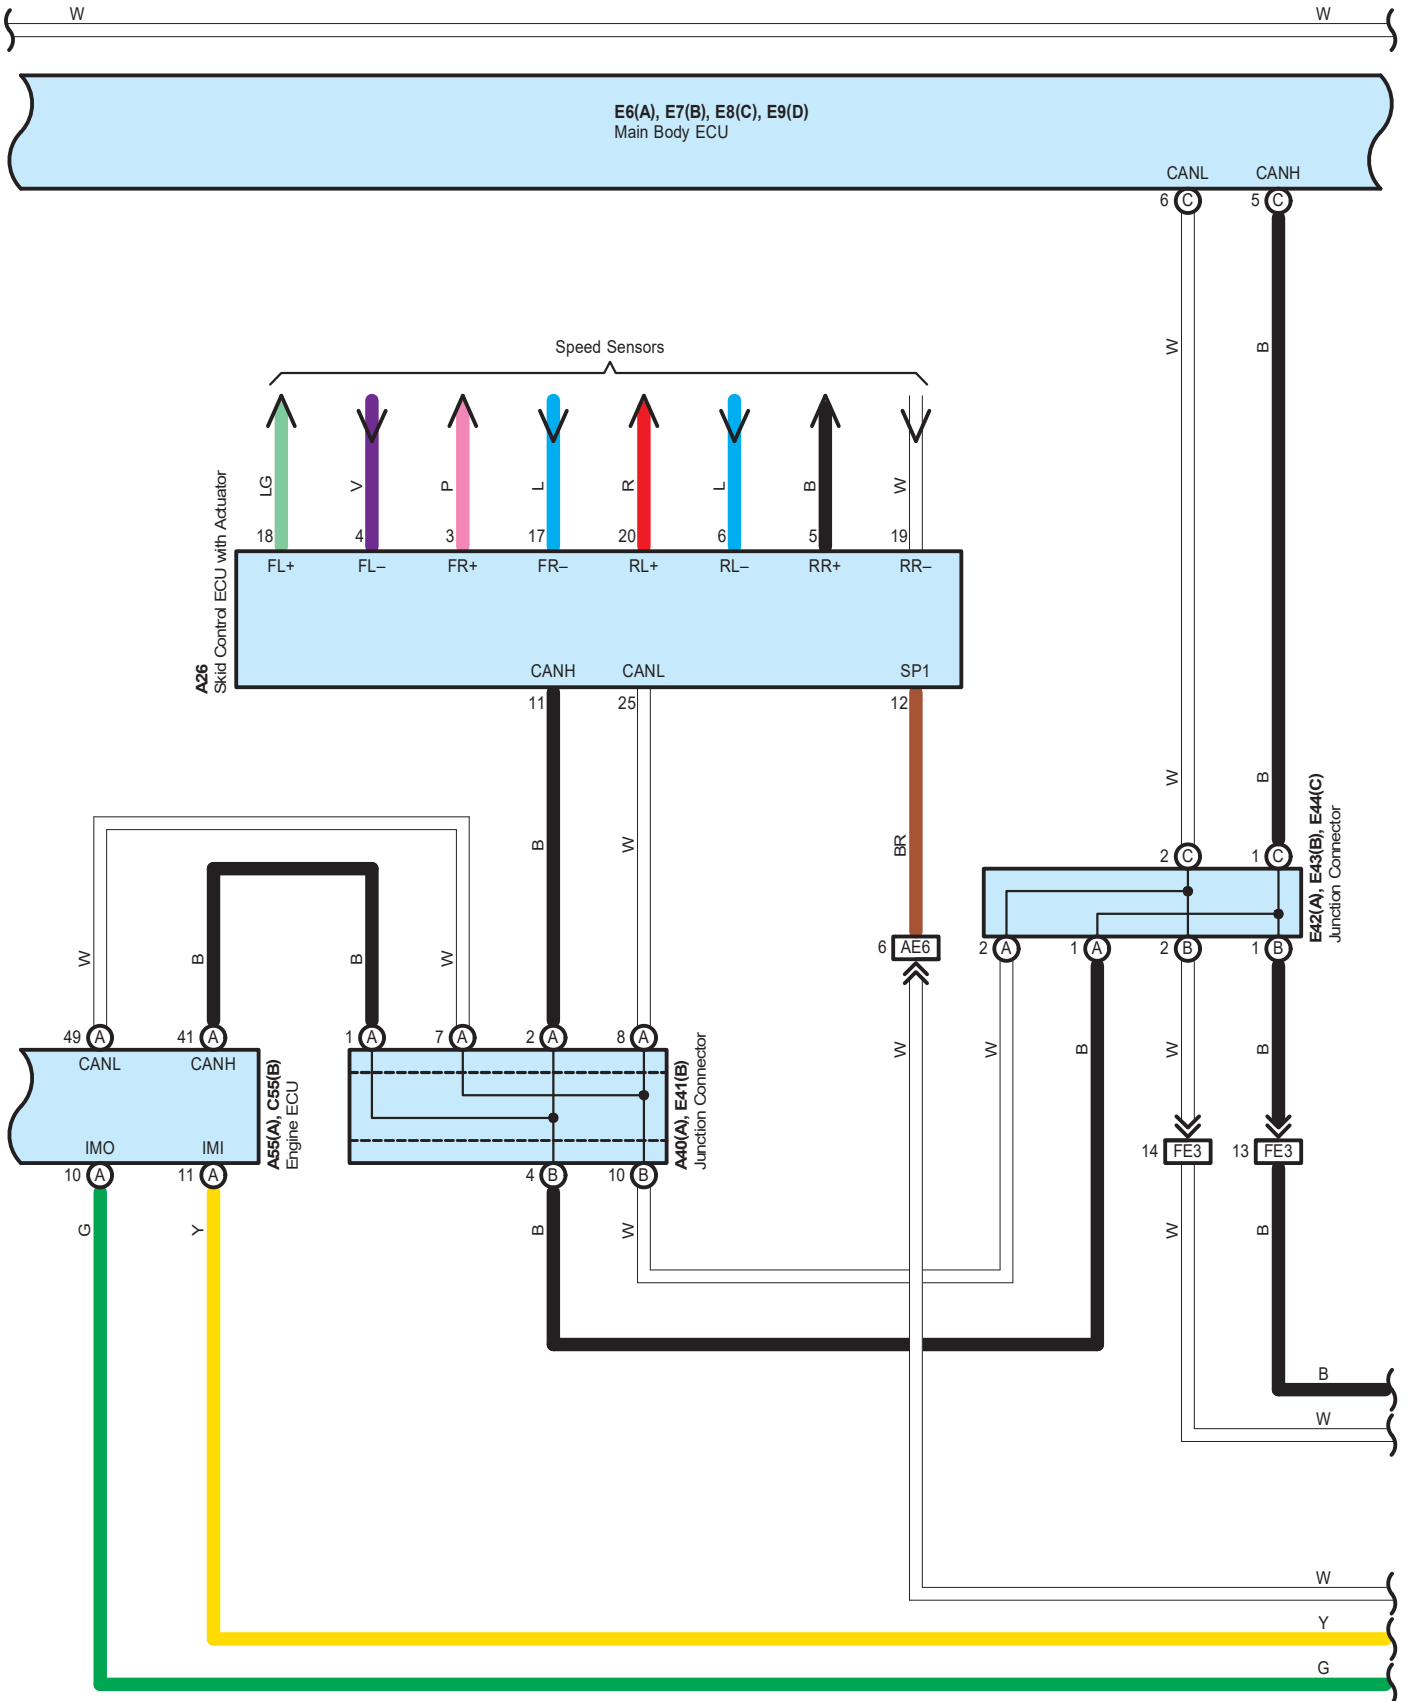 W W
E6(A), E7(B), E8(C), E9(D)
Main Body ECU
CANL CANH
6 C 5 C
W B
Speed Sensors
LG V P L R L B W
18 4 3 17 20 6 5 19
FL+ FL– FR+ FR– RL+ RL– RR+ RR–
A26
Skid Control ECU with Actuator
CANH CANL SP1
11 25 12
W B
B W BR
E42(A), E43(B), E44(C)
Junction Connector
2 C 1 C
6 AE6 2 A 1 A 2 B 1 B
W B B W
49 A 41 A 1 A 7 A 2 A 8 A
W W B W B
CANL CANH
A55(A), C55(B)
Engine ECU
A40(A), E41(B)
Junction Connector
IMO IMI
14 FE3 13 FE3
10 A 11 A 4 B 10 B
G Y B W W B
B
W
W
Y
G